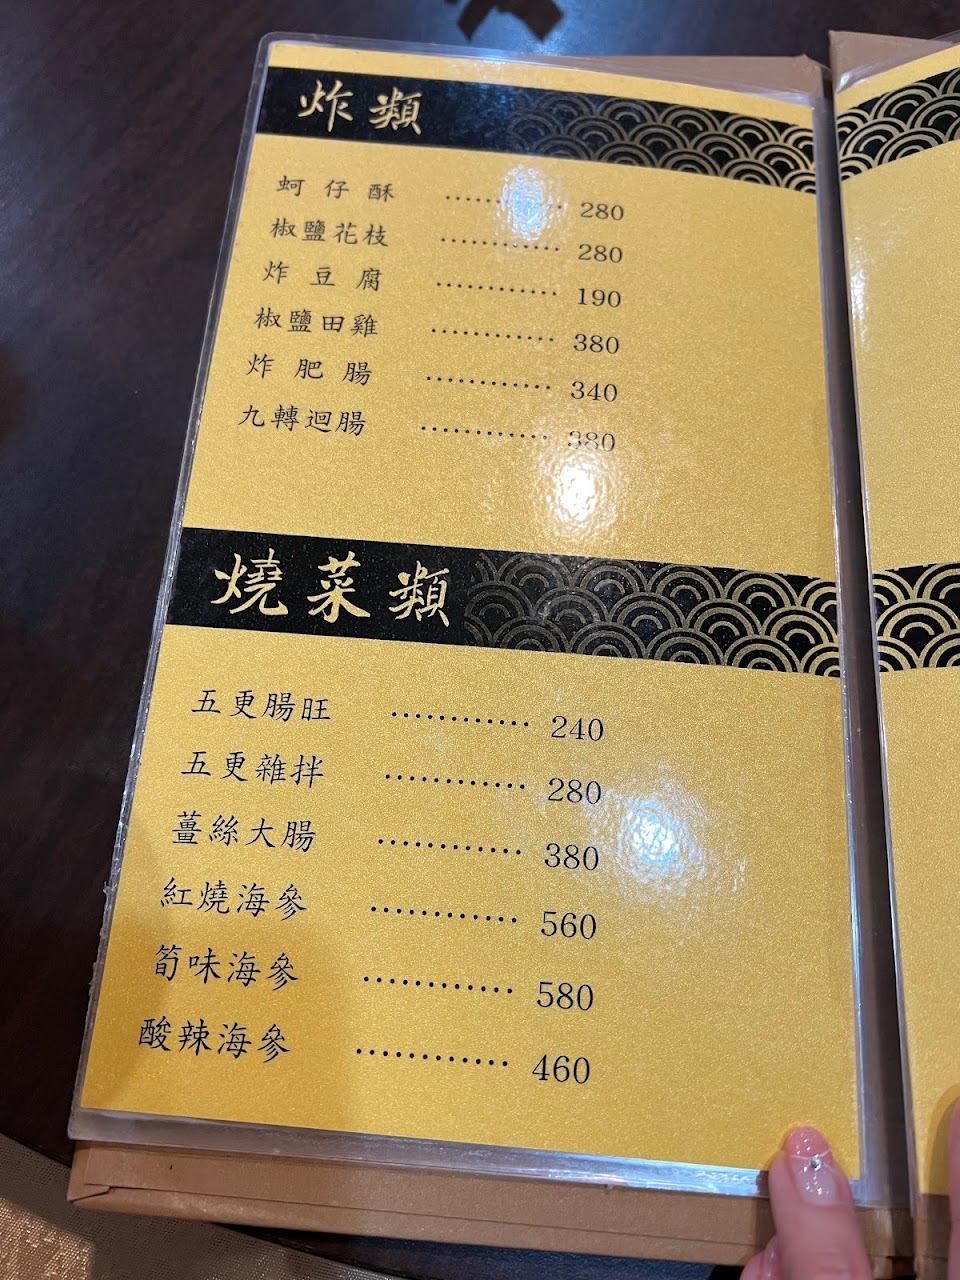 炸類
蚵仔酥 ………… 280
椒鹽花枝 ………… 280
炸豆腐 ………… 190
椒鹽田雞 ………… 380
炸肥腸 ………… 340
九轉迴腸 ………… 380
燒菜類
五更腸旺 ………… 240
五更雜拌 ………… 280
薑絲大腸 ………… 380
紅燒海參 ………… 560
筍味海參 ………… 580
酸辣海參 ………… 460